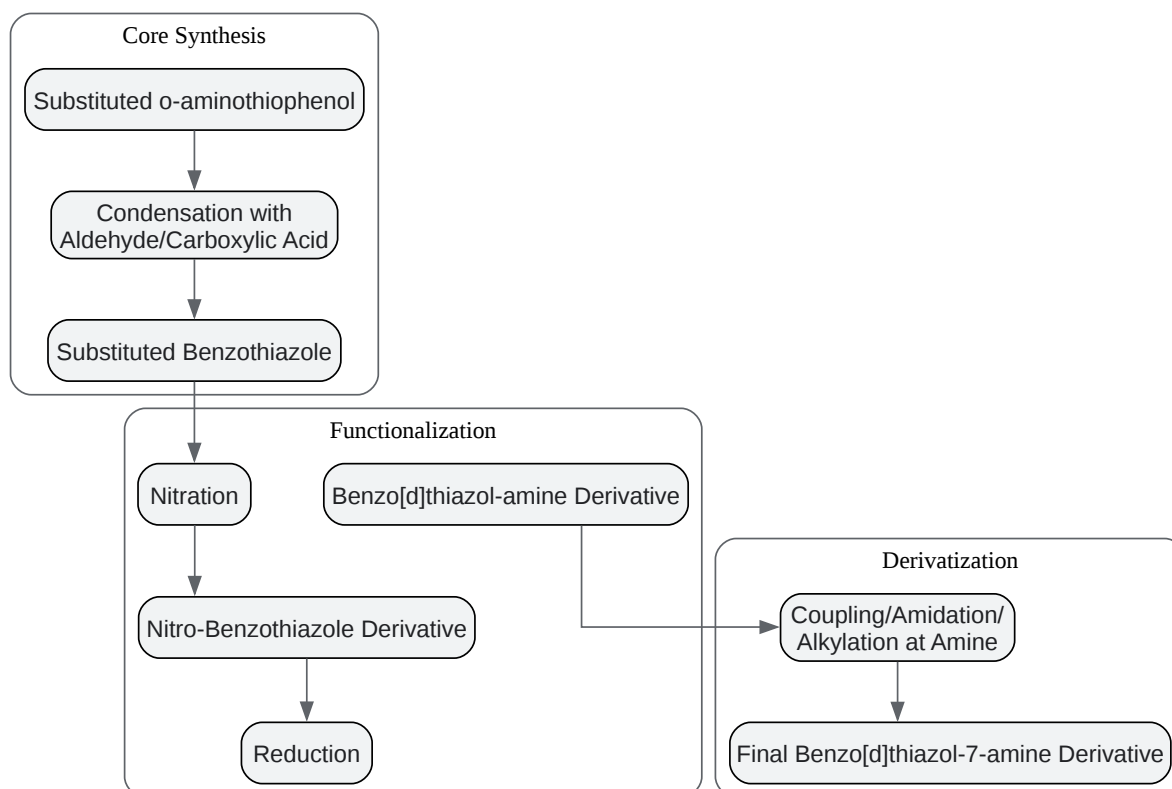 Core Synthesis
Substituted o-aminothiophenol
Condensation with
Aldehyde/Carboxylic Acid
Substituted Benzothiazole
Functionalization
Nitration
Benzo[d]thiazol-amine Derivative
Nitro-Benzothiazole Derivative
Reduction
Derivatization
Coupling/Amidation/
Alkylation at Amine
Final Benzo[d]thiazol-7-amine Derivative